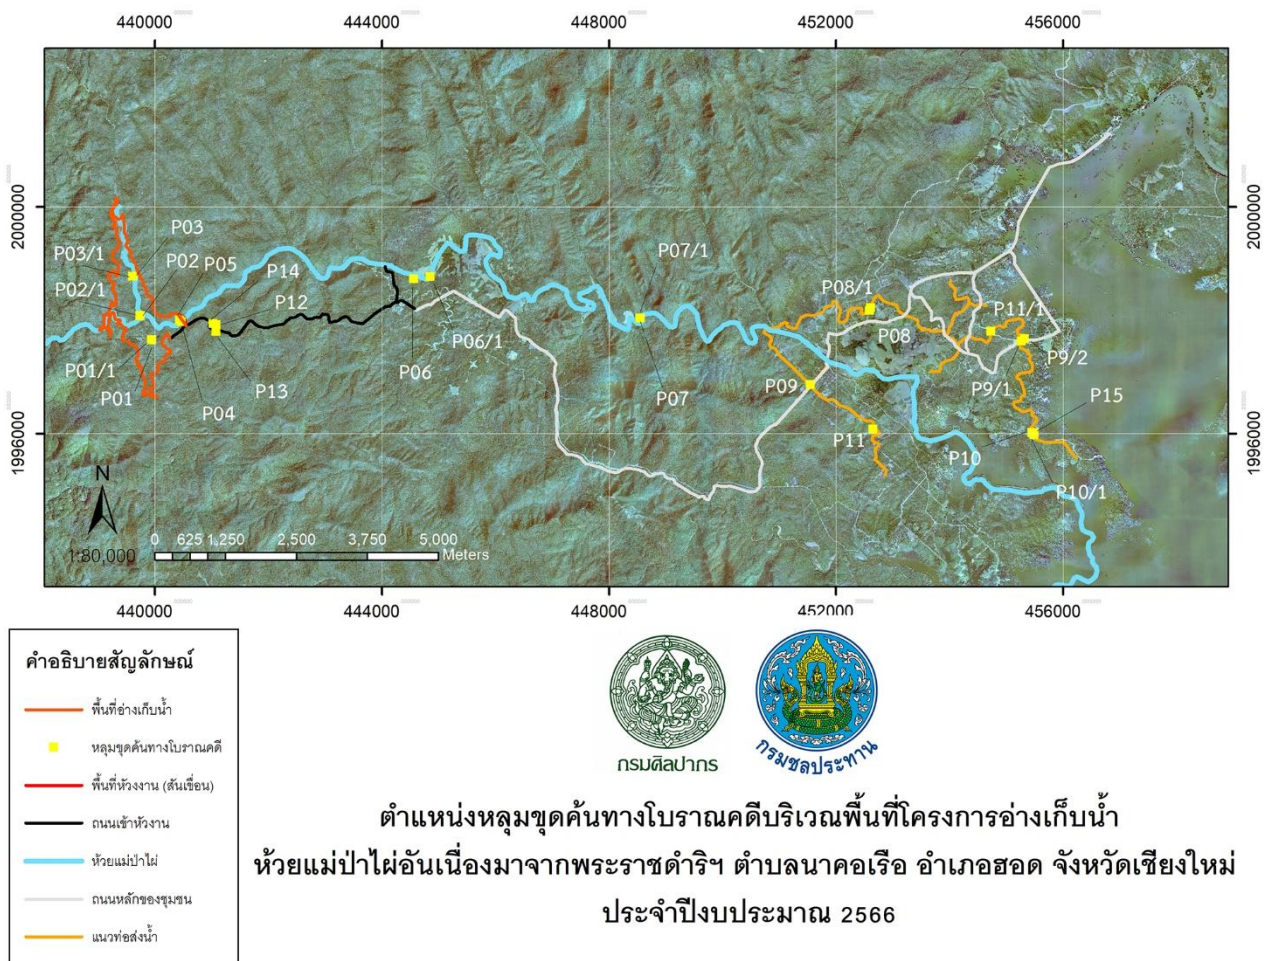 440000 444000 448000 452000 456000
2000000 2000000
P03
P03/1 P02 P05
P07/1
P14
P02/1 P08/1
P12 P11/1
P08
P06/1 P9/2
P01/1 P06 P09 P9/1
P01 P13 P07 P15
P04
1996000 1996000
P11 P10
N
P10/1
0 625 1,250 2,500 3,750 5,000
1:80,000 Meters
440000 444000 448000 452000 456000
คำอธิบายสัญลักษณ์
พื้นที่อ่างเก็บน้ำ
หลุมขุดค้นทางโบราณคดี
พื้นที่หัวงงาน (สันเขื่อน)
ถนนเข้าหัวงาน
ห้วยแม่ป่าไผ่
ถนนหลักของชุมชน
แนวท่อส่งน้ำ
กรมศิลปากร
กรมชลประทาน
ตำแหน่งหลุมขุดค้นทางโบราณคดีบริเวณพื้นที่โครงการอ่างเก็บน้ำ
ห้วยแม่ป่าไผ่อันเนื่องมาจากพระราชดำริฯ ตำบลนาคอเรือ อำเภอฮอด จังหวัดเชียงใหม่
ประจำปีงบประมาณ 2566